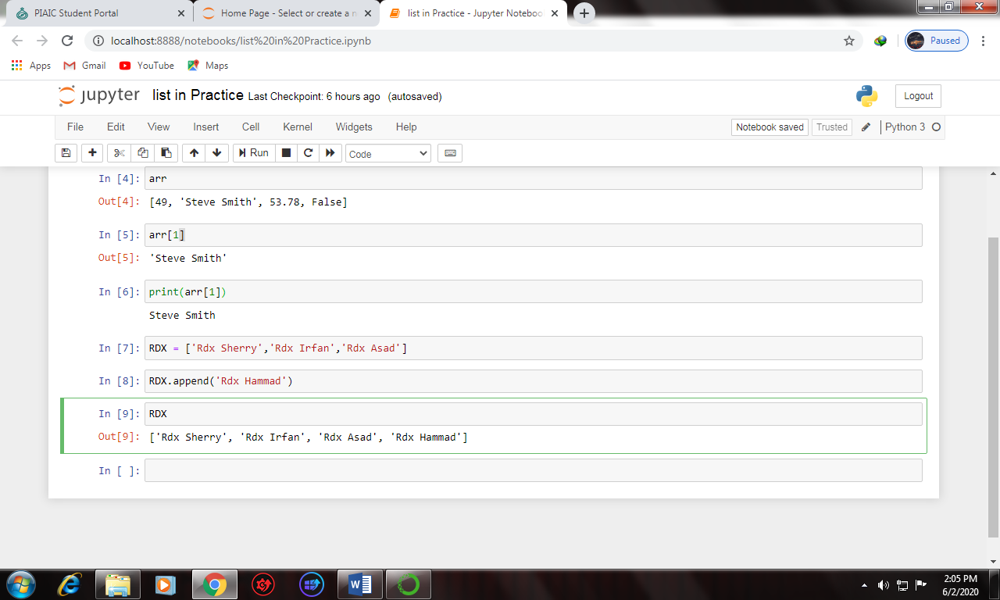 PIAIC Student Portal
Home Page - Select or create a n
list in Practice - Jupyter Noteboo
localhost:8888/notebooks/list%20in%20Practice.ipynb
Paused
Apps
Gmail
YouTube
Maps
jupyter list in Practice Last Checkpoint: 6 hours ago (autosaved)
Logout
File Edit View Insert Cell Kernel Widgets Help
Notebook saved Trusted Python 3
Run
Code
In [4]: arr
Out[4]: [49, 'Steve Smith', 53.78, False]
In [5]: arr[1]
Out[5]: 'Steve Smith'
In [6]: print(arr[1])
Steve Smith
In [7]: RDX = ['Rdx Sherry','Rdx Irfan','Rdx Asad']
In [8]: RDX.append('Rdx Hammad')
In [9]: RDX
Out[9]: ['Rdx Sherry', 'Rdx Irfan', 'Rdx Asad', 'Rdx Hammad']
In [ ]:
2:05 PM
6/2/2020